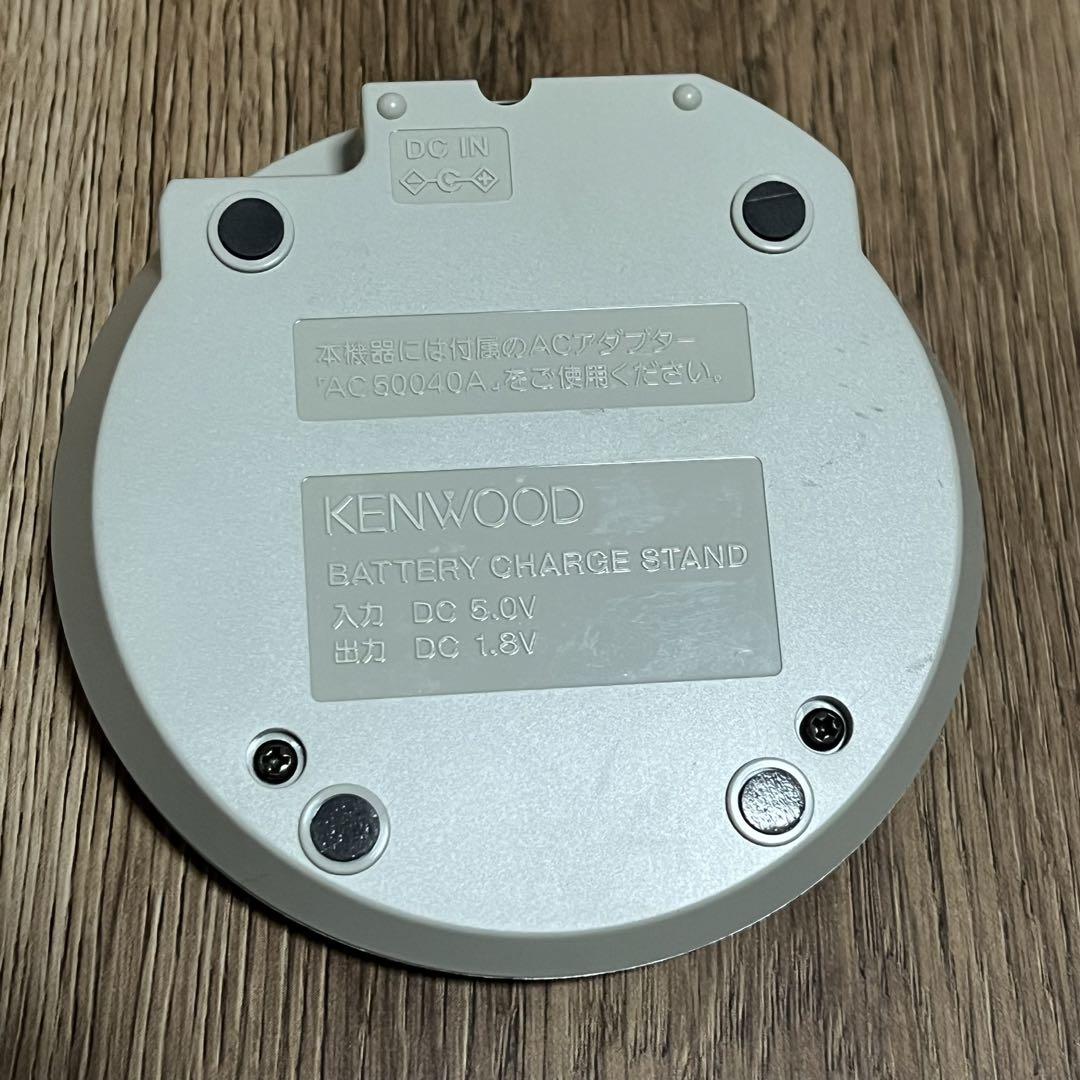 DC IN
本機器には付属のACアダプター
「AC50040A」をご使用ください。
KENWOOD
BATTERY CHARGE STAND
入力 DC 5.0V
出力 DC 1.8V